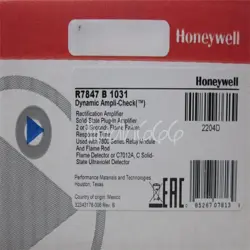 Honeywell
Honeywell
R7847 B 1031
Dynamic Ampli-Check(™)
Rectification Amplifier
Solid State Plug-In Amplifier
2 or 3 Second Flame Failure
Response Time
Used with 7800 Series Relay Module
And Flame Rod
Flame Detector or C7012A, C Solid-
State Ultraviolet Detector
2204D
Performance Materials and Technologies
Houston, Texas
Country of origin: Mexico
EAC